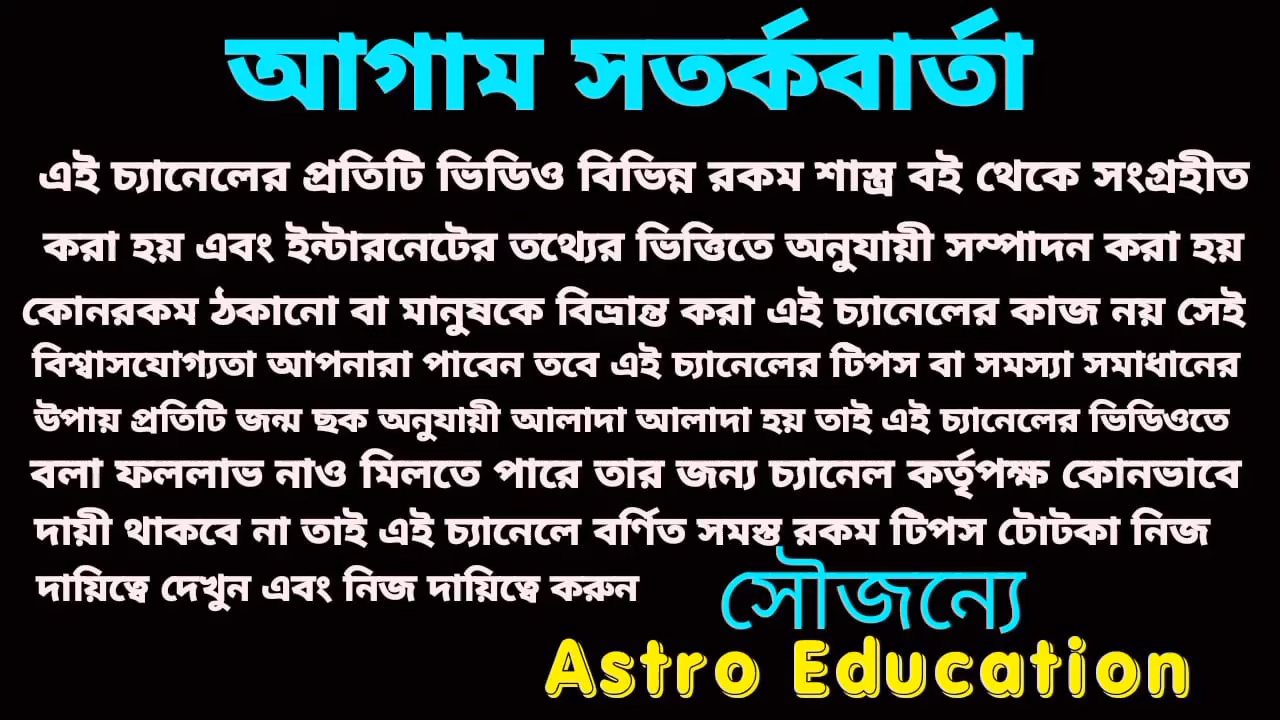 আগাম সতর্কবার্তা
এই চ্যানেলের প্রতিটি ভিডিও বিভিন্ন রকম শাস্ত্র বই থেকে সংগ্রহীত
করা হয় এবং ইন্টারনেটের তথ্যের ভিত্তিতে অনুযায়ী সম্পাদন করা হয়
কোনরকম ঠকানো বা মানুষকে বিভ্রান্ত করা এই চ্যানেলের কাজ নয় সেই
বিশ্বাসযোগ্যতা আপনারা পাবেন তবে এই চ্যানেলের টিপস বা সমস্যা সমাধানের
উপায় প্রতিটি জন্ম ছক অনুযায়ী আলাদা আলাদা হয় তাই এই চ্যানেলের ভিডিওতে
বলা ফললাভ নাও মিলতে পারে তার জন্য চ্যানেল কর্তৃপক্ষ কোনভাবে
দায়ী থাকবে না তাই এই চ্যানেলে বর্ণিত সমস্ত রকম টিপস টোটকা নিজ
দায়িত্বে দেখুন এবং নিজ দায়িত্বে করুন
সৌজন্যে
Astro Education